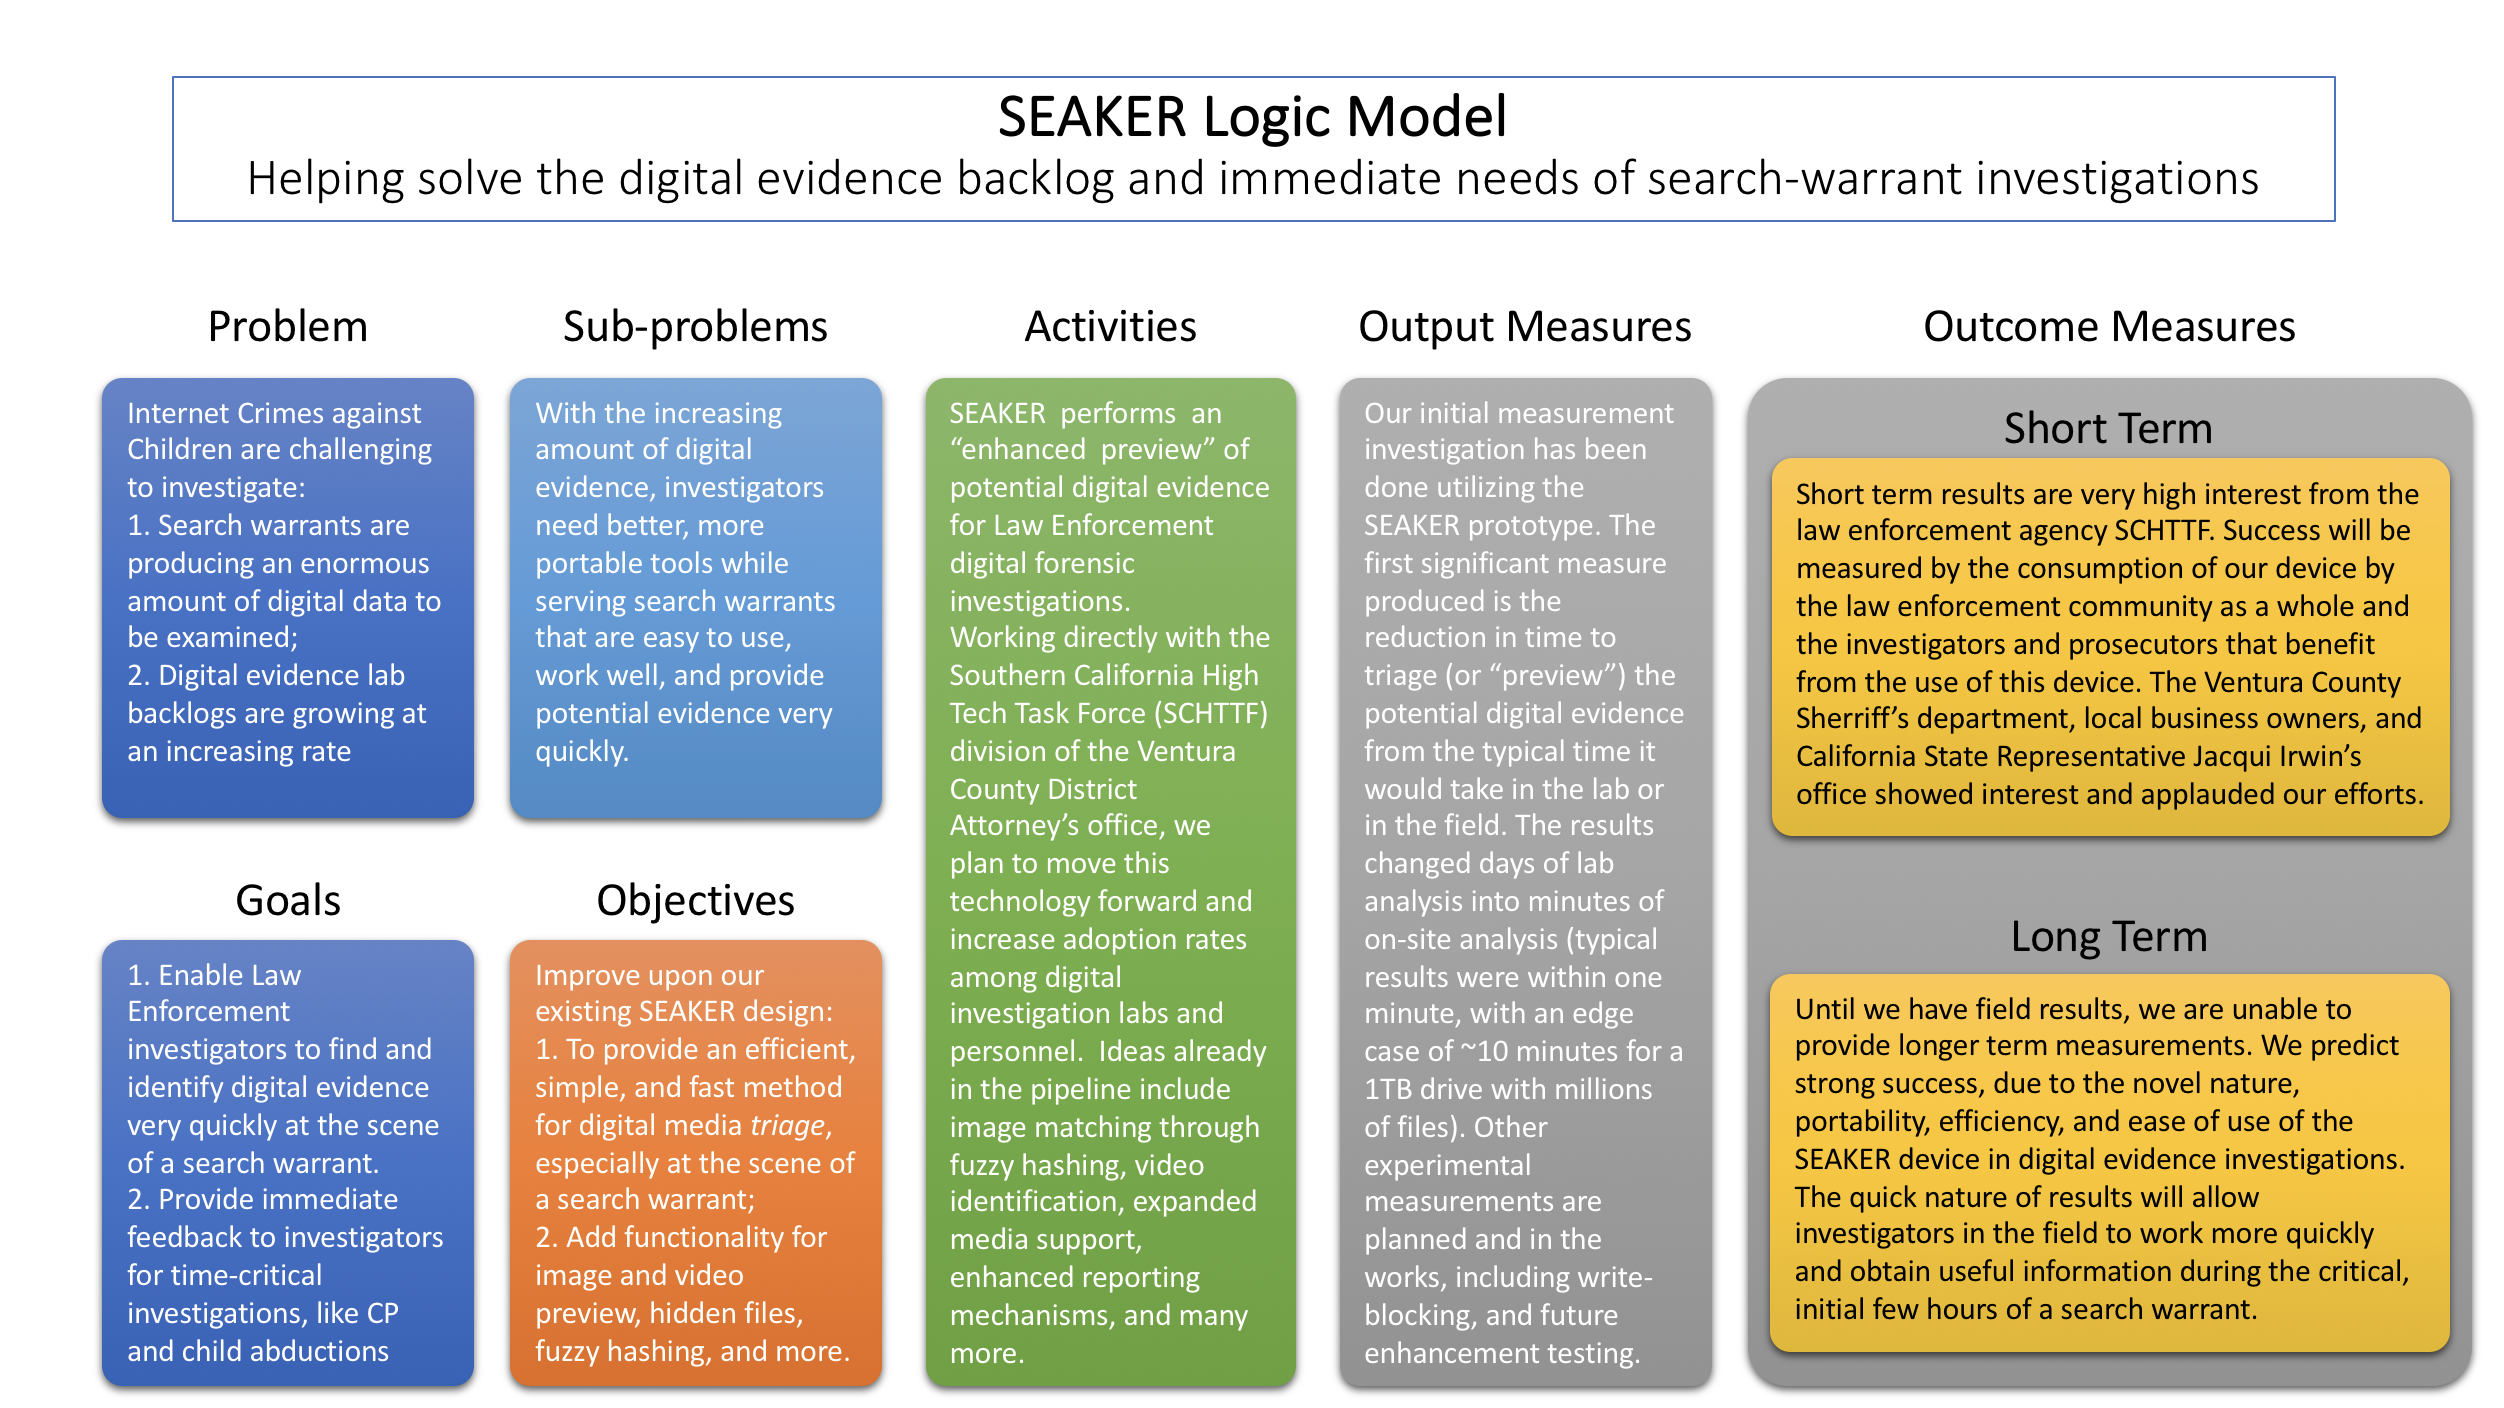 SEAKER Logic Model
Helping solve the digital evidence backlog and immediate needs of search-warrant investigations
Problem
Internet Crimes against
Children are challenging
to investigate:
1. Search warrants are
producing an enormous
amount of digital data to
be examined;
2. Digital evidence lab
backlogs are growing at
an increasing rate
Sub-problems
With the increasing
amount of digital
evidence, investigators
need better, more
portable tools while
serving search warrants
that are easy to use,
work well, and provide
potential evidence very
quickly.
Goals
1. Enable Law
Enforcement
investigators to find and
identify digital evidence
very quickly at the scene
of a search warrant.
2. Provide immediate
feedback to investigators
for time-critical
investigations, like CP
and child abductions
Objectives
Improve upon our
existing SEAKER design:
1. To provide an efficient,
simple, and fast method
for digital media triage,
especially at the scene of
a search warrant;
2. Add functionality for
image and video
preview, hidden files,
fuzzy hashing, and more.
Activities
SEAKER performs an
“enhanced preview” of
potential digital evidence
for Law Enforcement
digital forensic
investigations.
Working directly with the
Southern California High
Tech Task Force (SCHTTF)
division of the Ventura
County District
Attorney’s office, we
plan to move this
technology forward and
increase adoption rates
among digital
investigation labs and
personnel. Ideas already
in the pipeline include
image matching through
fuzzy hashing, video
identification, expanded
media support,
enhanced reporting
mechanisms, and many
more.
Output Measures
Our initial measurement
investigation has been
done utilizing the
SEAKER prototype. The
first significant measure
produced is the
reduction in time to
triage (or “preview”) the
potential digital evidence
from the typical time it
would take in the lab or
in the field. The results
changed days of lab
analysis into minutes of
on-site analysis (typical
results were within one
minute, with an edge
case of ~10 minutes for a
1TB drive with millions
of files). Other
experimental
measurements are
planned and in the
works, including write-
blocking, and future
enhancement testing.
Outcome Measures
Short Term
Short term results are very high interest from the
law enforcement agency SCHTTF. Success will be
measured by the consumption of our device by
the law enforcement community as a whole and
the investigators and prosecutors that benefit
from the use of this device. The Ventura County
Sherriff’s department, local business owners, and
California State Representative Jacqui Irwin’s
office showed interest and applauded our efforts.
Long Term
Until we have field results, we are unable to
provide longer term measurements. We predict
strong success, due to the novel nature,
portability, efficiency, and ease of use of the
SEAKER device in digital evidence investigations.
The quick nature of results will allow
investigators in the field to work more quickly
and obtain useful information during the critical,
initial few hours of a search warrant.